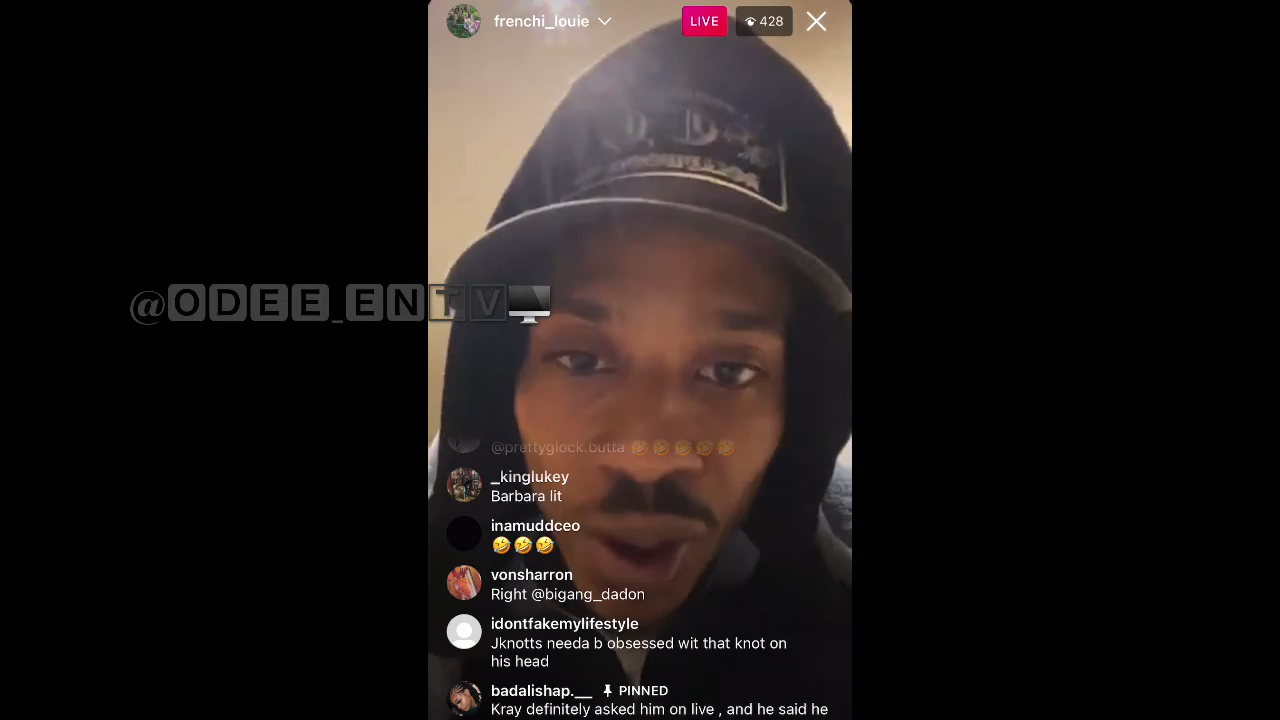 frenchi_louie
LIVE
428
@ODEE_ENTV
@prettyglock.butta 🤣🤣🤣🤣🤣
_kinglukey
Barbara lit
inamuddceo
🤣🤣🤣
vonsharron
Right @bigang_dadon
idontfakemylifestyle
Jknotts needa b obsessed wit that knot on
his head
badalishap.__ PINNED
Kray definitely asked him on live , and he said he